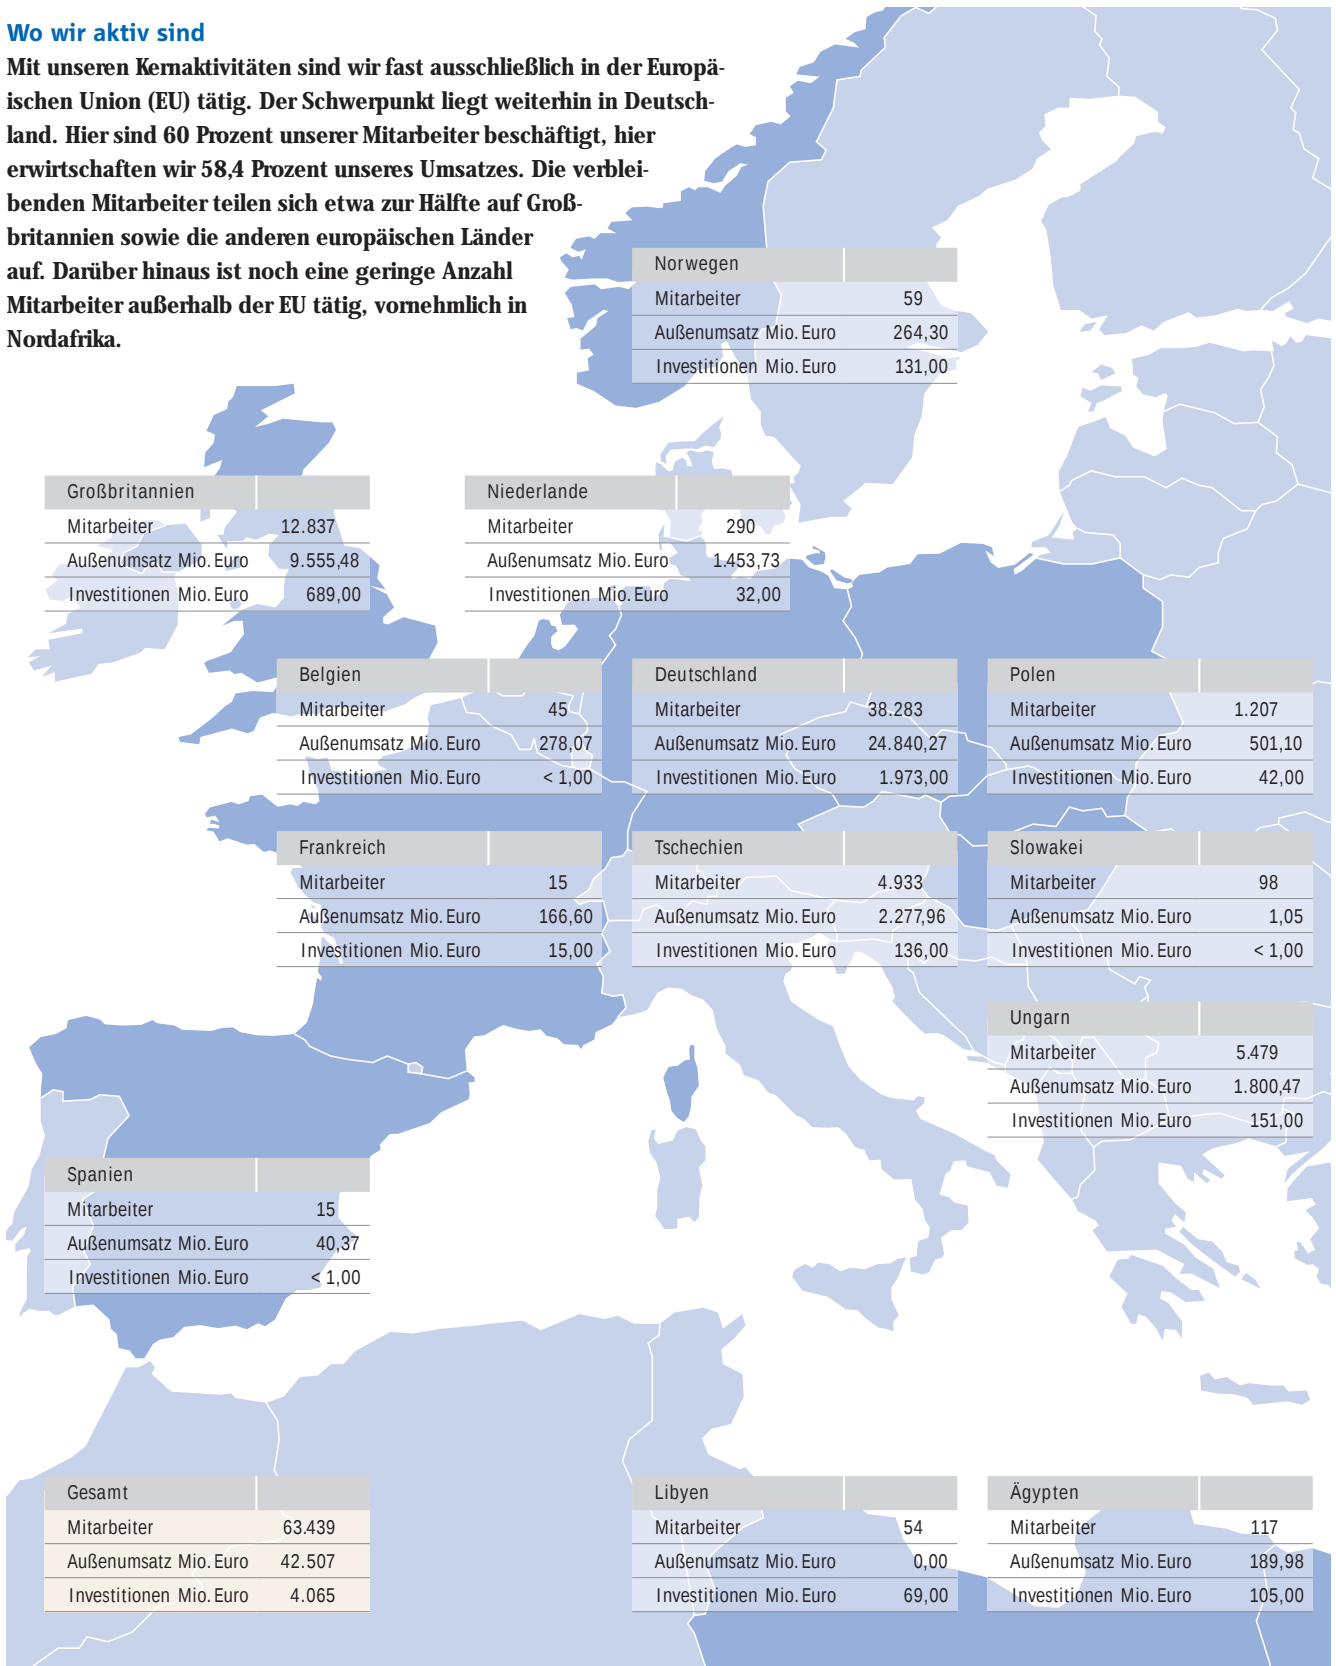 Wo wir aktiv sind
Mit unseren Kernaktivitäten sind wir fast ausschließlich in der Europä-
ischen Union (EU) tätig. Der Schwerpunkt liegt weiterhin in Deutsch-
land. Hier sind 60 Prozent unserer Mitarbeiter beschäftigt, hier
erwirtschaften wir 58,4 Prozent unseres Umsatzes. Die verblei-
benden Mitarbeiter teilen sich etwa zur Hälfte auf Groß-
britannien sowie die anderen europäischen Länder
auf. Darüber hinaus ist noch eine geringe Anzahl
Mitarbeiter außerhalb der EU tätig, vornehmlich in
Nordafrika.
Norwegen
Mitarbeiter 59
Außenumsatz Mio. Euro 264,30
Investitionen Mio. Euro 131,00
Großbritannien
Mitarbeiter 12.837
Außenumsatz Mio. Euro 9.555,48
Investitionen Mio. Euro 689,00
Niederlande
Mitarbeiter 290
Außenumsatz Mio. Euro 1.453,73
Investitionen Mio. Euro 32,00
Belgien
Mitarbeiter 45
Außenumsatz Mio. Euro 278,07
Investitionen Mio. Euro < 1,00
Deutschland
Mitarbeiter 38.283
Außenumsatz Mio. Euro 24.840,27
Investitionen Mio. Euro 1.973,00
Polen
Mitarbeiter 1.207
Außenumsatz Mio. Euro 501,10
Investitionen Mio. Euro 42,00
Frankreich
Mitarbeiter 15
Außenumsatz Mio. Euro 166,60
Investitionen Mio. Euro 15,00
Tschechien
Mitarbeiter 4.933
Außenumsatz Mio. Euro 2.277,96
Investitionen Mio. Euro 136,00
Slowakei
Mitarbeiter 98
Außenumsatz Mio. Euro 1,05
Investitionen Mio. Euro < 1,00
Ungarn
Mitarbeiter 5.479
Außenumsatz Mio. Euro 1.800,47
Investitionen Mio. Euro 151,00
Spanien
Mitarbeiter 15
Außenumsatz Mio. Euro 40,37
Investitionen Mio. Euro < 1,00
Gesamt
Mitarbeiter 63.439
Außenumsatz Mio. Euro 42.507
Investitionen Mio. Euro 4.065
Libyen
Mitarbeiter 54
Außenumsatz Mio. Euro 0,00
Investitionen Mio. Euro 69,00
Ägypten
Mitarbeiter 117
Außenumsatz Mio. Euro 189,98
Investitionen Mio. Euro 105,00